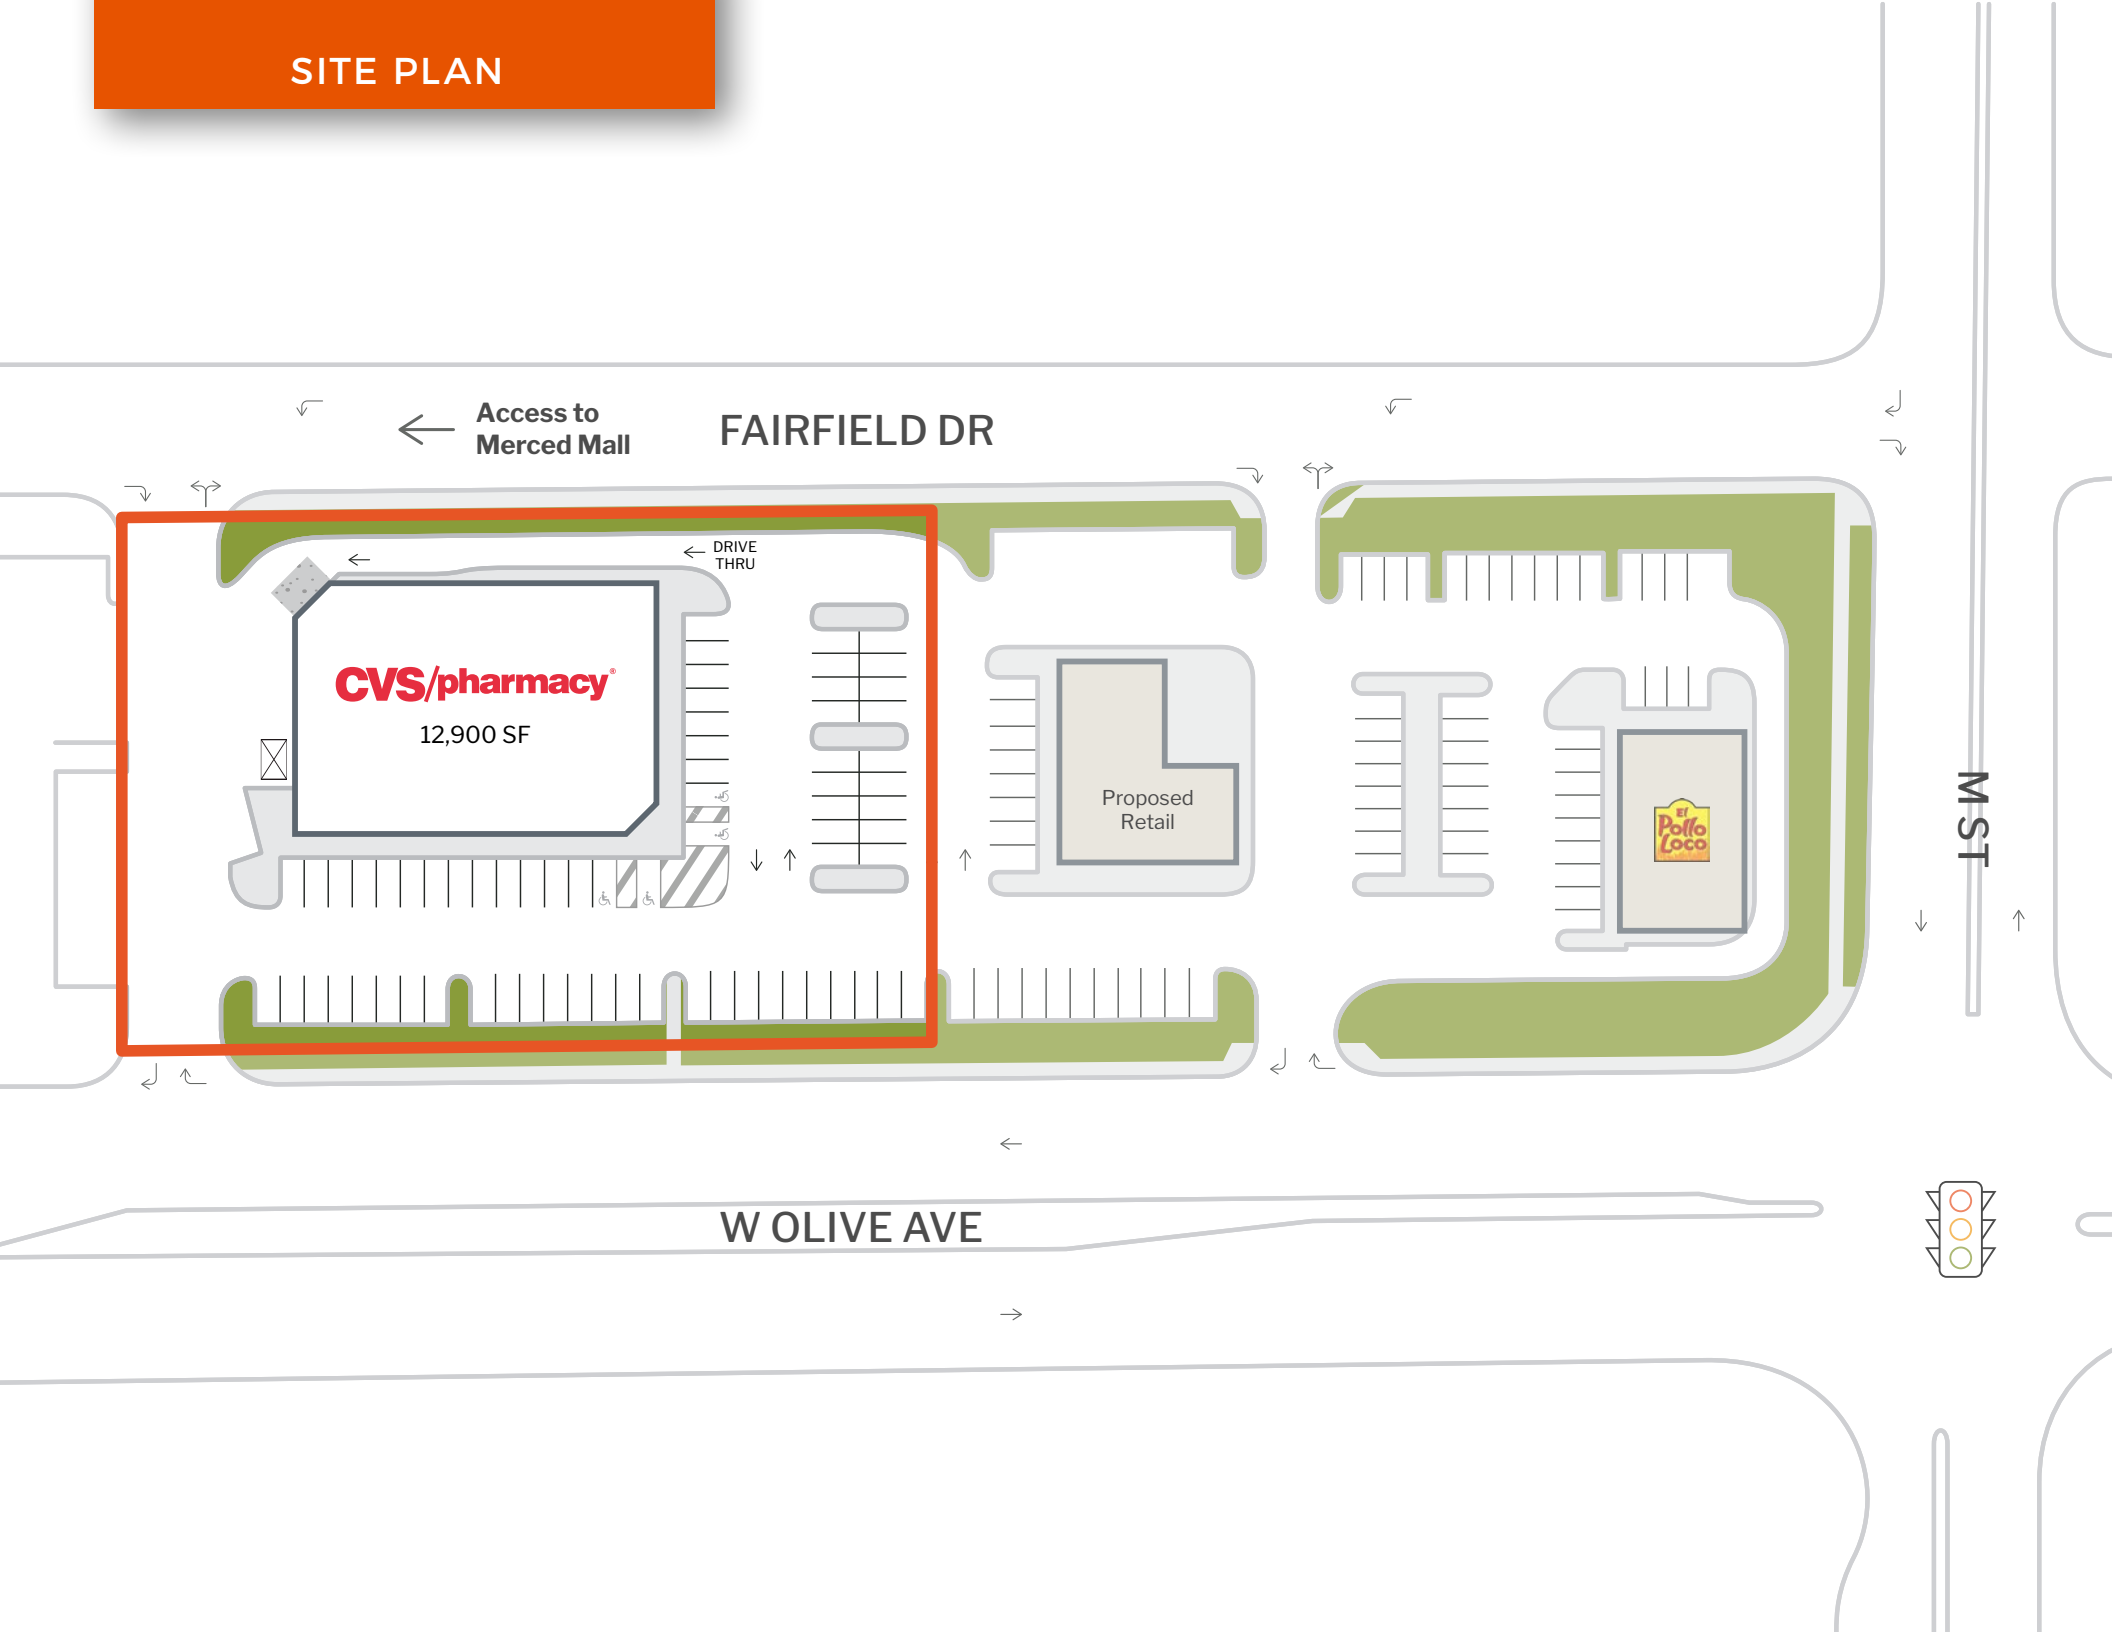 SITE PLAN
Access to
Merced Mall
FAIRFIELD DR
DRIVE
THRU
CVS/pharmacy®
12,900 SF
Proposed
Retail
El
Pollo
Loco
M ST
W OLIVE AVE